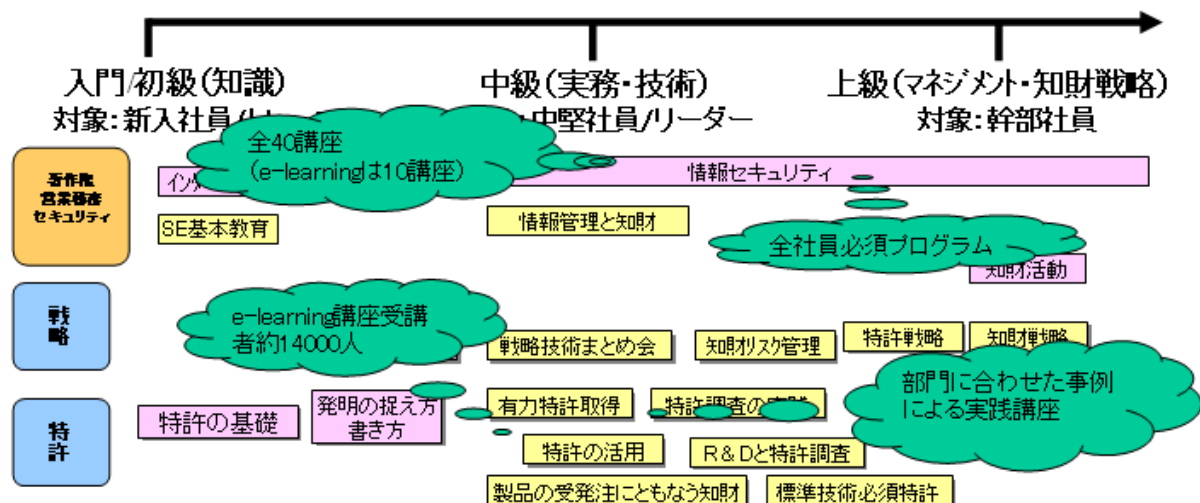 入門/初級(知識)
中級(実務・技術)
上級(マネジメント・知財戦略)
対象:新入社員/
中堅社員/リーダー
対象:幹部社員
全40講座
(e-learningは10講座)
著作権
営業秘密
セキュリティ
情報セキュリティ
SE基本教育
情報管理と知財
全社員必須プログラム
知財活動
戦略
e-learning講座受講
者約14000人
戦略技術まとめ会
知財リスク管理
特許戦略
知財戦略
部門に合わせた事例
による実践講座
特許
特許の基礎
発明の捉え方
書き方
有力特許取得
特許調査の実践
特許の活用
R&Dと特許調査
製品の受発注にともなう知財
標準技術・必須特許